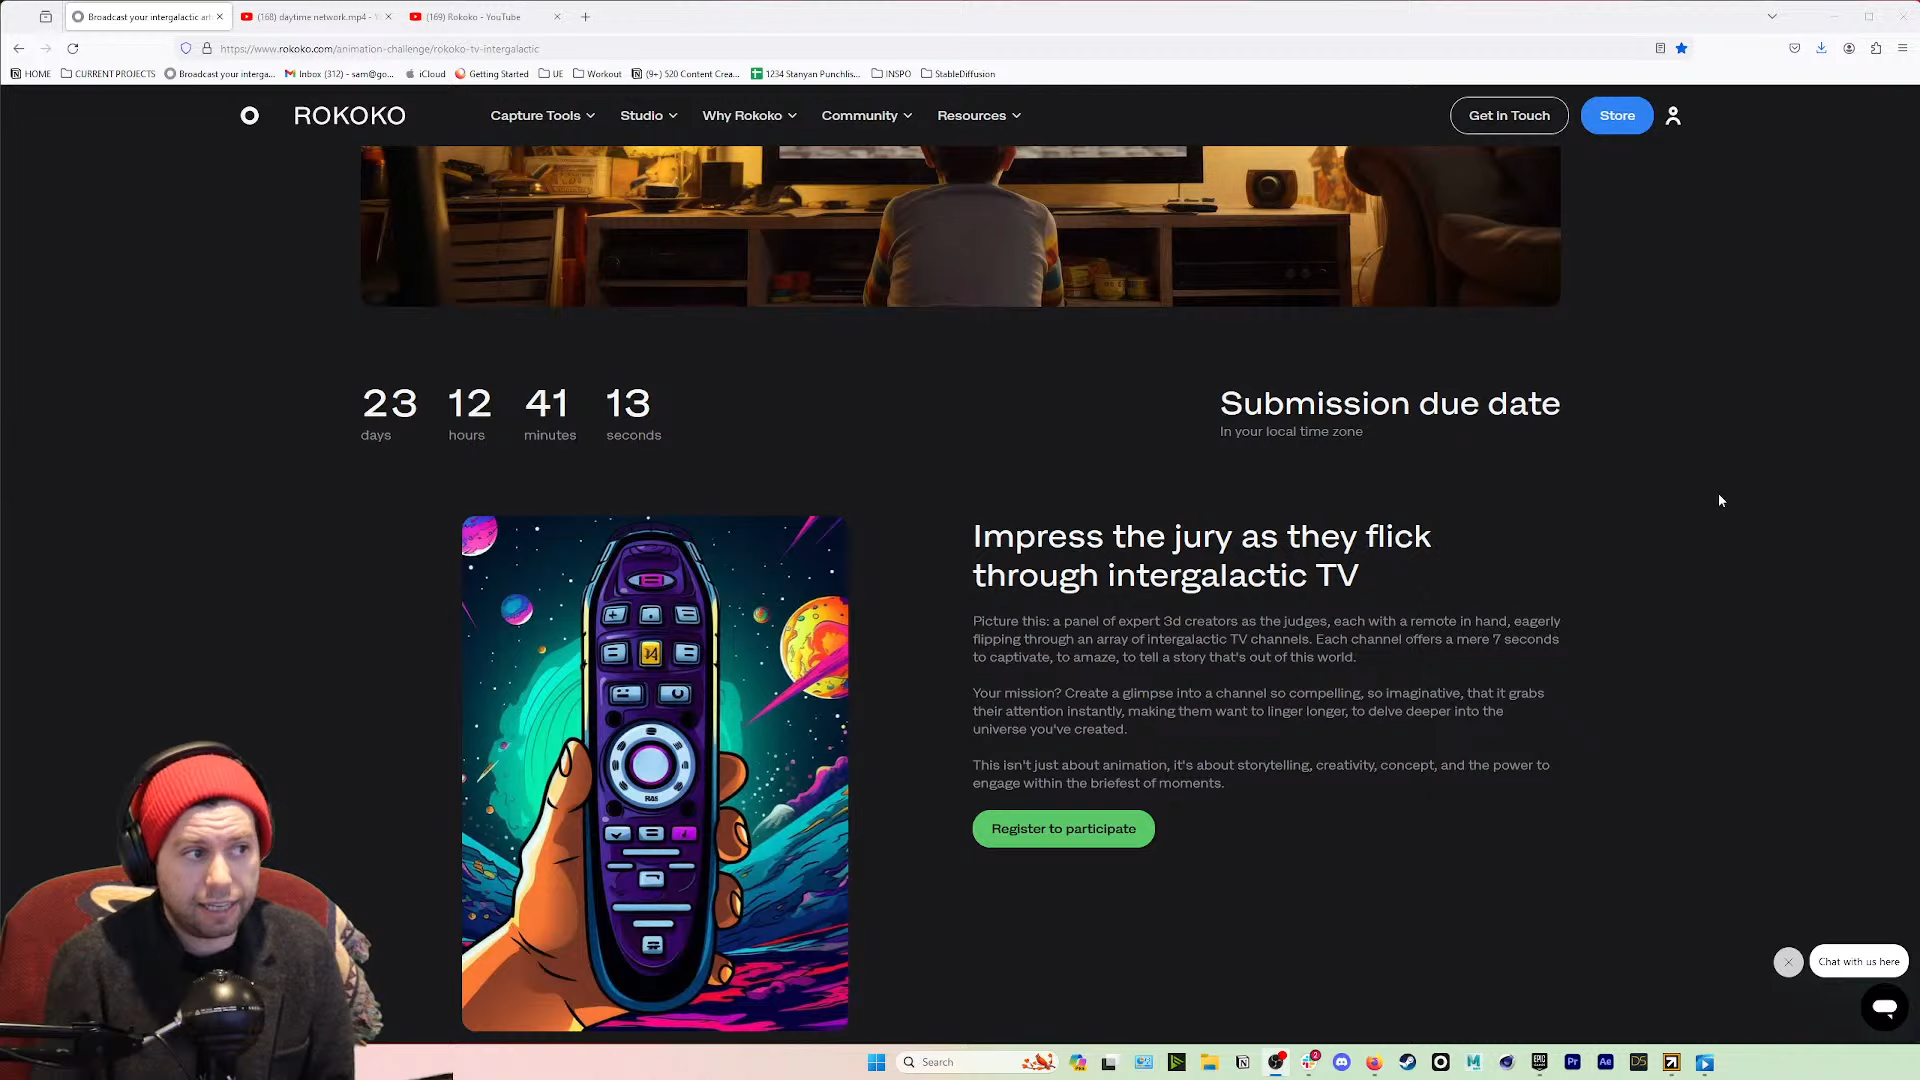 Broadcast your intergalactic ar
(168) daytime network.mp4 - Y
(169) Rokoko - YouTube
https://www.rokoko.com/animation-challenge/rokoko-tv-intergalactic
HOME
CURRENT PROJECTS
Broadcast your interga...
Inbox (312) - sam@go...
iCloud
Getting Started
UE
Workout
(9+) 520 Content Crea...
1234 Stanyan Punchlis...
INSPO
StableDiffusion
ROKOKO
Capture Tools
Studio
Why Rokoko
Community
Resources
Get in Touch
Store
23 12 41 13
days hours minutes seconds
Submission due date
In your local time zone
Impress the jury as they flick
through intergalactic TV
Picture this: a panel of expert 3d creators as the judges, each with a remote in hand, eagerly
flipping through an array of intergalactic TV channels. Each channel offers a mere 7 seconds
to captivate, to amaze, to tell a story that's out of this world.
Your mission? Create a glimpse into a channel so compelling, so imaginative, that it grabs
their attention instantly, making them want to linger longer, to delve deeper into the
universe you've created.
This isn't just about animation, it's about storytelling, creativity, concept, and the power to
engage within the briefest of moments.
Register to participate
Chat with us here
Search